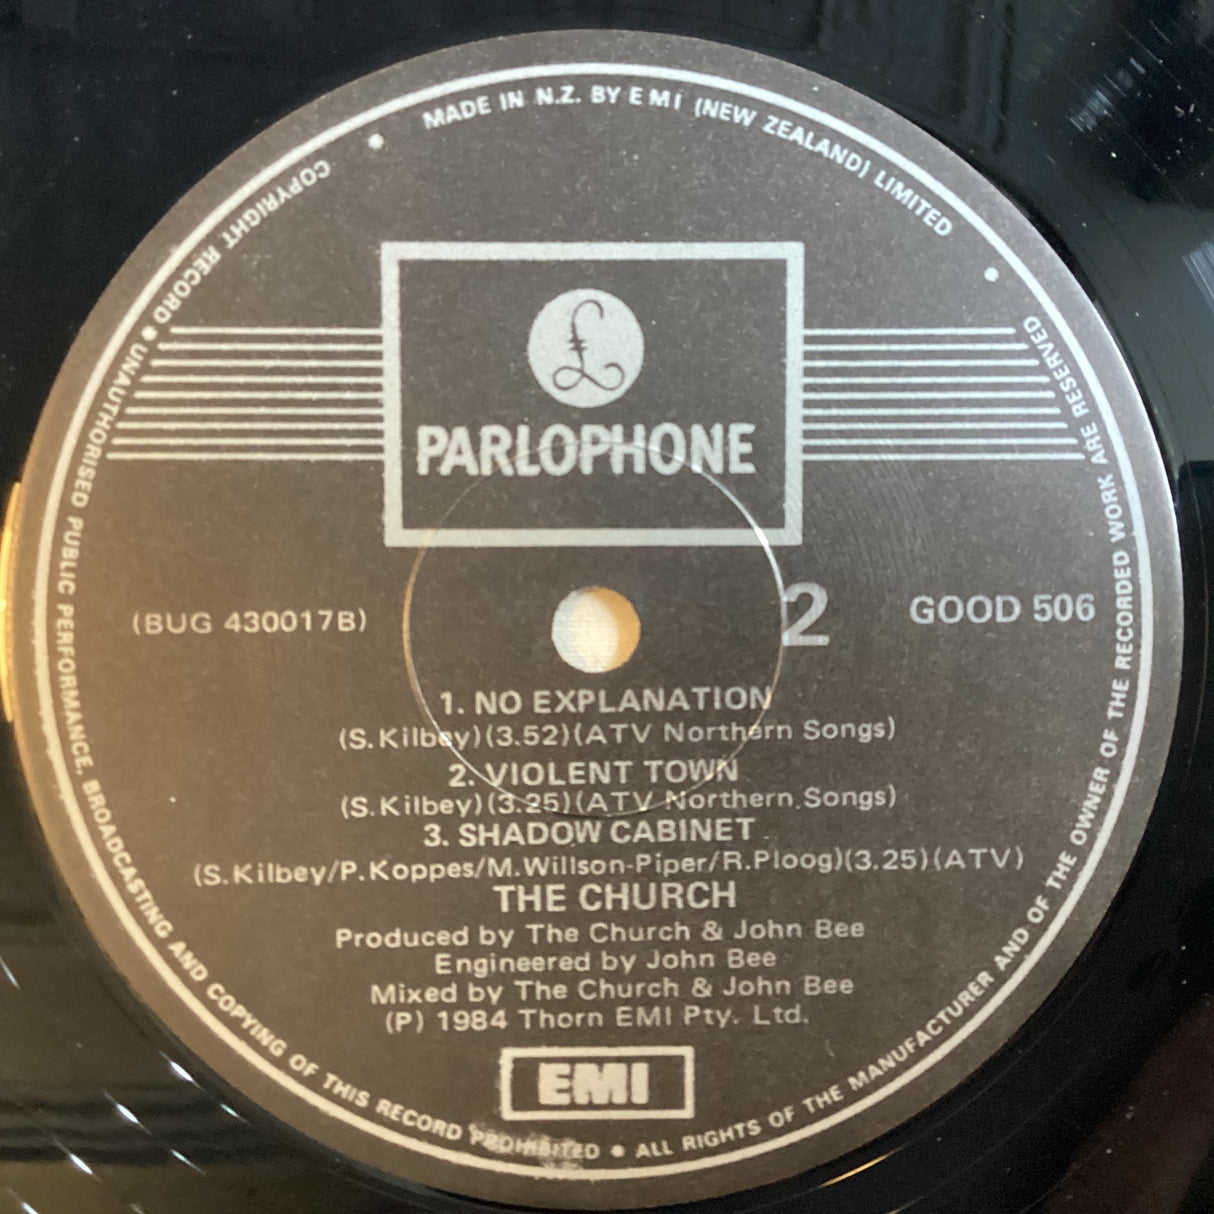 MADE IN N.Z. BY EMI (NEW ZEALAND) LIMITED
£
PARLOPHONE
(BUG 430017B)
2
GOOD 506
1. NO EXPLANATION
(S. Kilbey)(3.52)(ATV Northern Songs)
2. VIOLENT TOWN
(S. Kilbey)(3.25)(ATV Northern Songs)
3. SHADOW CABINET
(S. Kilbey/P. Koppes/M. Willson-Piper/R. Ploog)(3.25)(ATV)
THE CHURCH
Produced by The Church & John Bee
Engineered by John Bee
Mixed by The Church & John Bee
(P) 1984 Thorn EMI Pty. Ltd.
EMI
COPYRIGHT RECORD • UNAUTHORISED PUBLIC PERFORMANCE, BROADCASTING AND COPYING OF THIS RECORD PROHIBITED • ALL RIGHTS OF THE MANUFACTURER AND OF THE OWNER OF THE RECORDED WORK ARE RESERVED